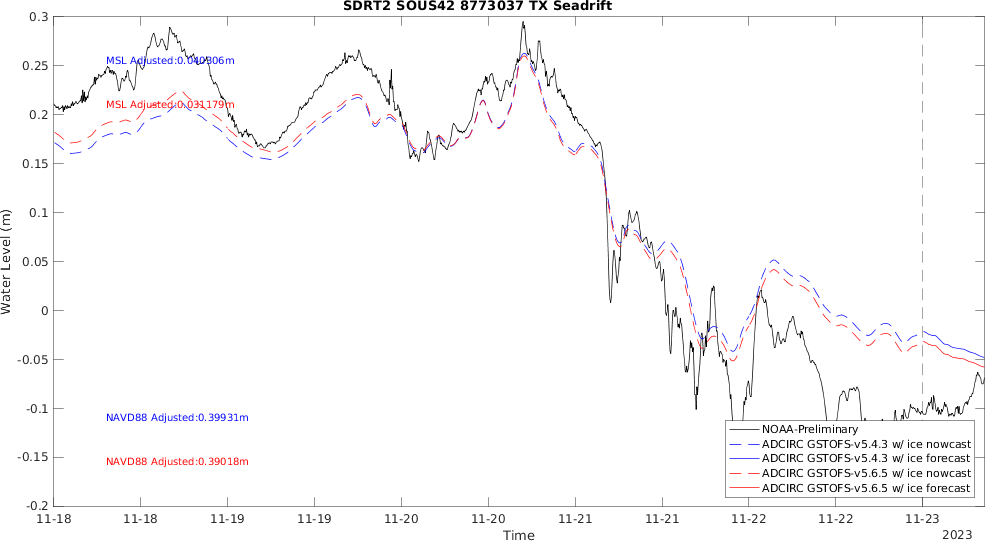 SDRT2 SOUS42 8773037 TX Seadrift
0.3
0.25
0.2
0.15
0.1
0.05
0
-0.05
-0.1
-0.15
-0.2
Water Level (m)
MSL Adjusted:0.040306m
MSL Adjusted:0.031179m
NAVD88 Adjusted:0.39931m
NAVD88 Adjusted:0.39018m
NOAA-Preliminary
ADCIRC GSTOFS-v5.4.3 w/ ice nowcast
ADCIRC GSTOFS-v5.4.3 w/ ice forecast
ADCIRC GSTOFS-v5.6.5 w/ ice nowcast
ADCIRC GSTOFS-v5.6.5 w/ ice forecast
11-18 11-18 11-19 11-19 11-20 11-20 11-21 11-21 11-22 11-22 11-23
Time
2023